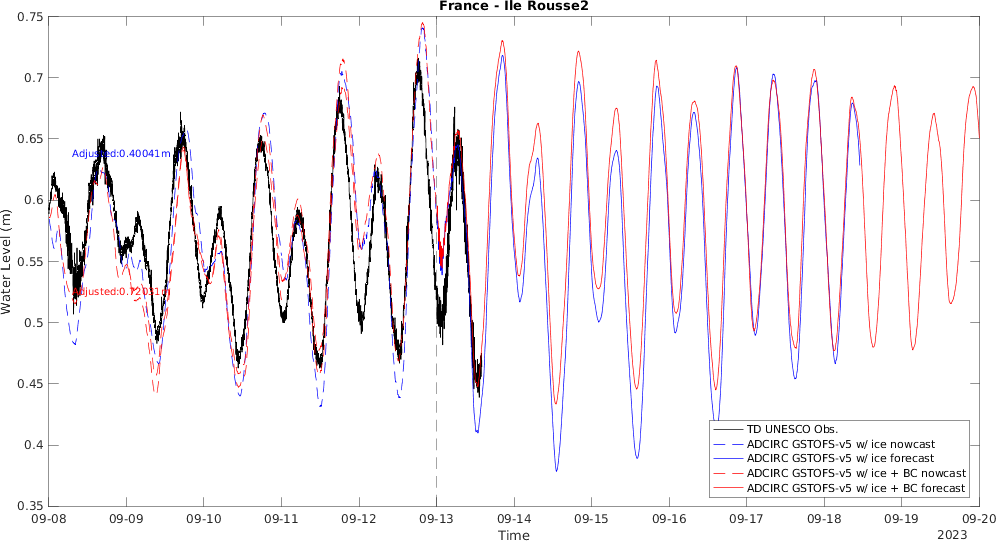 France - Ile Rousse2
0.75
0.7
0.65
0.6
0.55
0.5
0.45
0.4
0.35
Water Level (m)
Adjusted:0.40041m
Adjusted:0.72031m
TD UNESCO Obs.
ADCIRC GSTOFS-v5 w/ ice nowcast
ADCIRC GSTOFS-v5 w/ ice forecast
ADCIRC GSTOFS-v5 w/ ice + BC nowcast
ADCIRC GSTOFS-v5 w/ ice + BC forecast
09-08 09-09 09-10 09-11 09-12 09-13 09-14 09-15 09-16 09-17 09-18 09-19 09-20
Time
2023